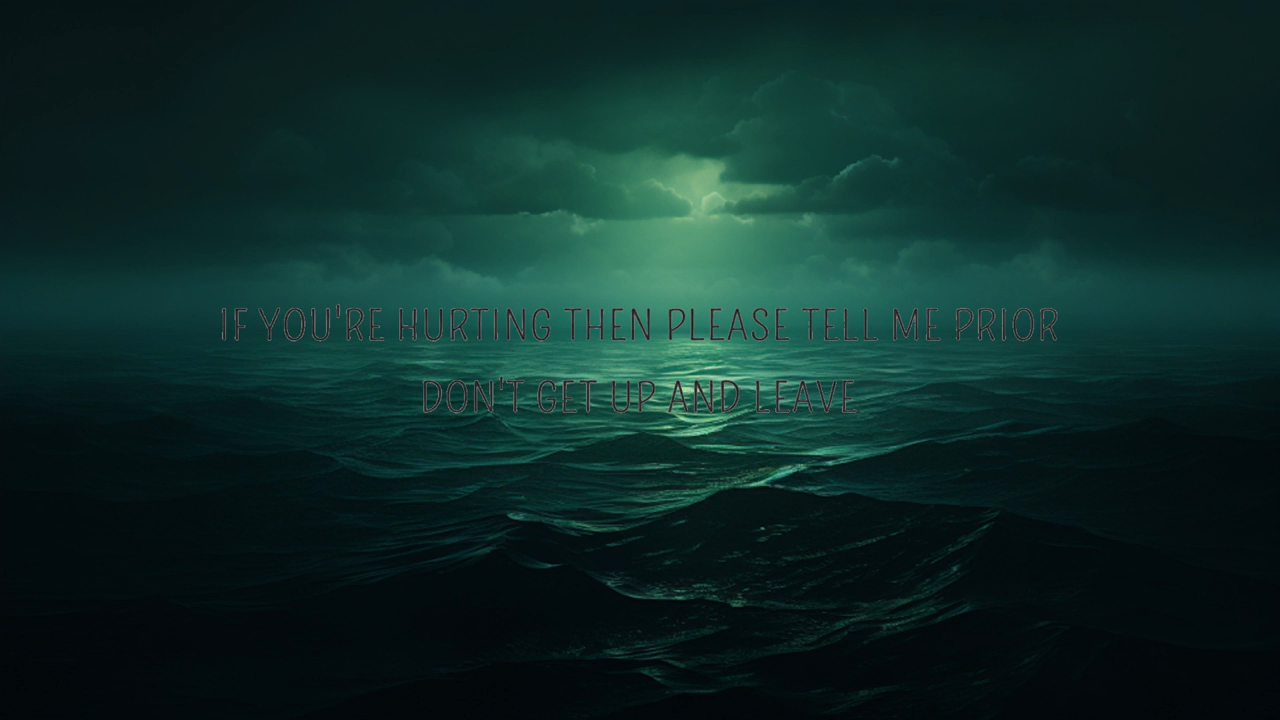 IF YOU'RE HURTING THEN PLEASE TELL ME PRIOR
DON'T GET UP AND LEAVE